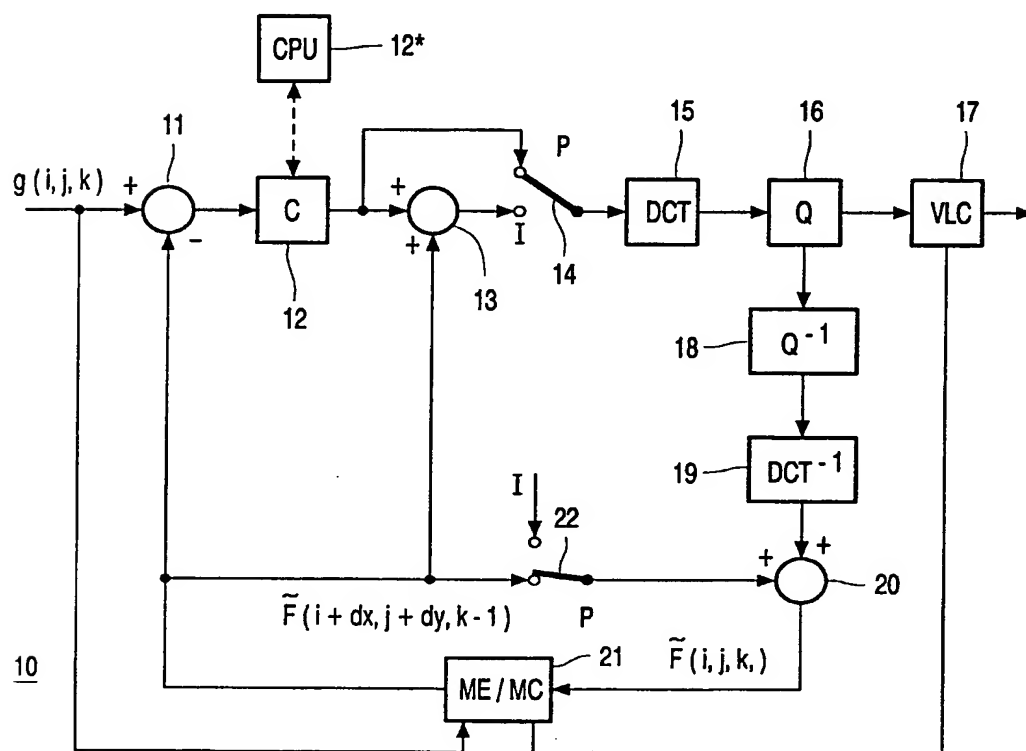 CPU
12*
11
15
16
17
g(i, j, k)
+
P
+
C
+
DCT
Q
VLC
-
I
+
14
13
12
18
Q -1
19
DCT -1
I
22
+
+
20
F̃(i + dx, j + dy, k - 1)
P
10
21
F̃(i, j, k,)
ME / MC